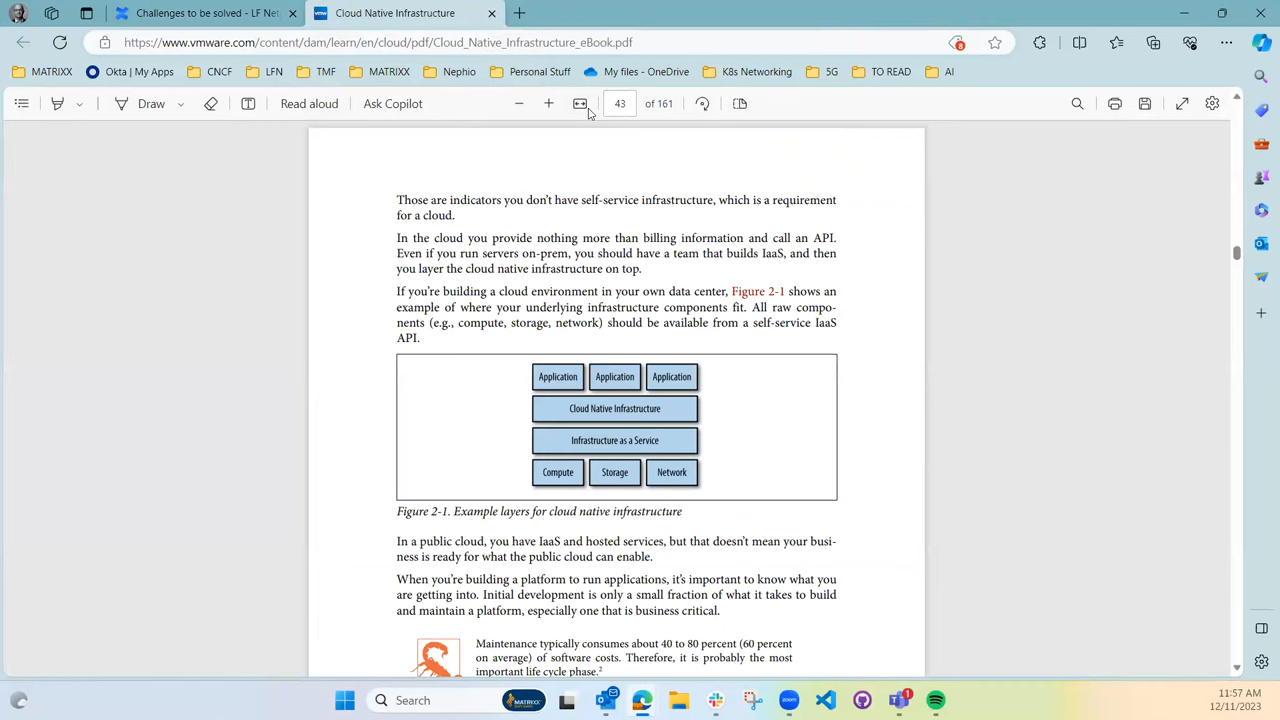 Challenges to be solved - LF Net
Cloud Native Infrastructure
https://www.vmware.com/content/dam/learn/en/cloud/pdf/Cloud_Native_Infrastructure_eBook.pdf
8
MATRIXX
Okta | My Apps
CNCF
LFN
TMF
MATRIXX
Nephio
Personal Stuff
My files - OneDrive
K8s Networking
5G
TO READ
AI
Draw
Read aloud
Ask Copilot
43
of 161
Those are indicators you don't have self-service infrastructure, which is a requirement
for a cloud.
In the cloud you provide nothing more than billing information and call an API.
Even if you run servers on-prem, you should have a team that builds IaaS, and then
you layer the cloud native infrastructure on top.
If you're building a cloud environment in your own data center, Figure 2-1 shows an
example of where your underlying infrastructure components fit. All raw compo-
nents (e.g., compute, storage, network) should be available from a self-service IaaS
API.
Application Application Application
Cloud Native Infrastructure
Infrastructure as a Service
Compute Storage Network
Figure 2-1. Example layers for cloud native infrastructure
In a public cloud, you have IaaS and hosted services, but that doesn't mean your busi-
ness is ready for what the public cloud can enable.
When you're building a platform to run applications, it's important to know what you
are getting into. Initial development is only a small fraction of what it takes to build
and maintain a platform, especially one that is business critical.
Maintenance typically consumes about 40 to 80 percent (60 percent
on average) of software costs. Therefore, it is probably the most
important life cycle phase.2
Search
MATRIXX
1
11:57 AM
12/11/2023